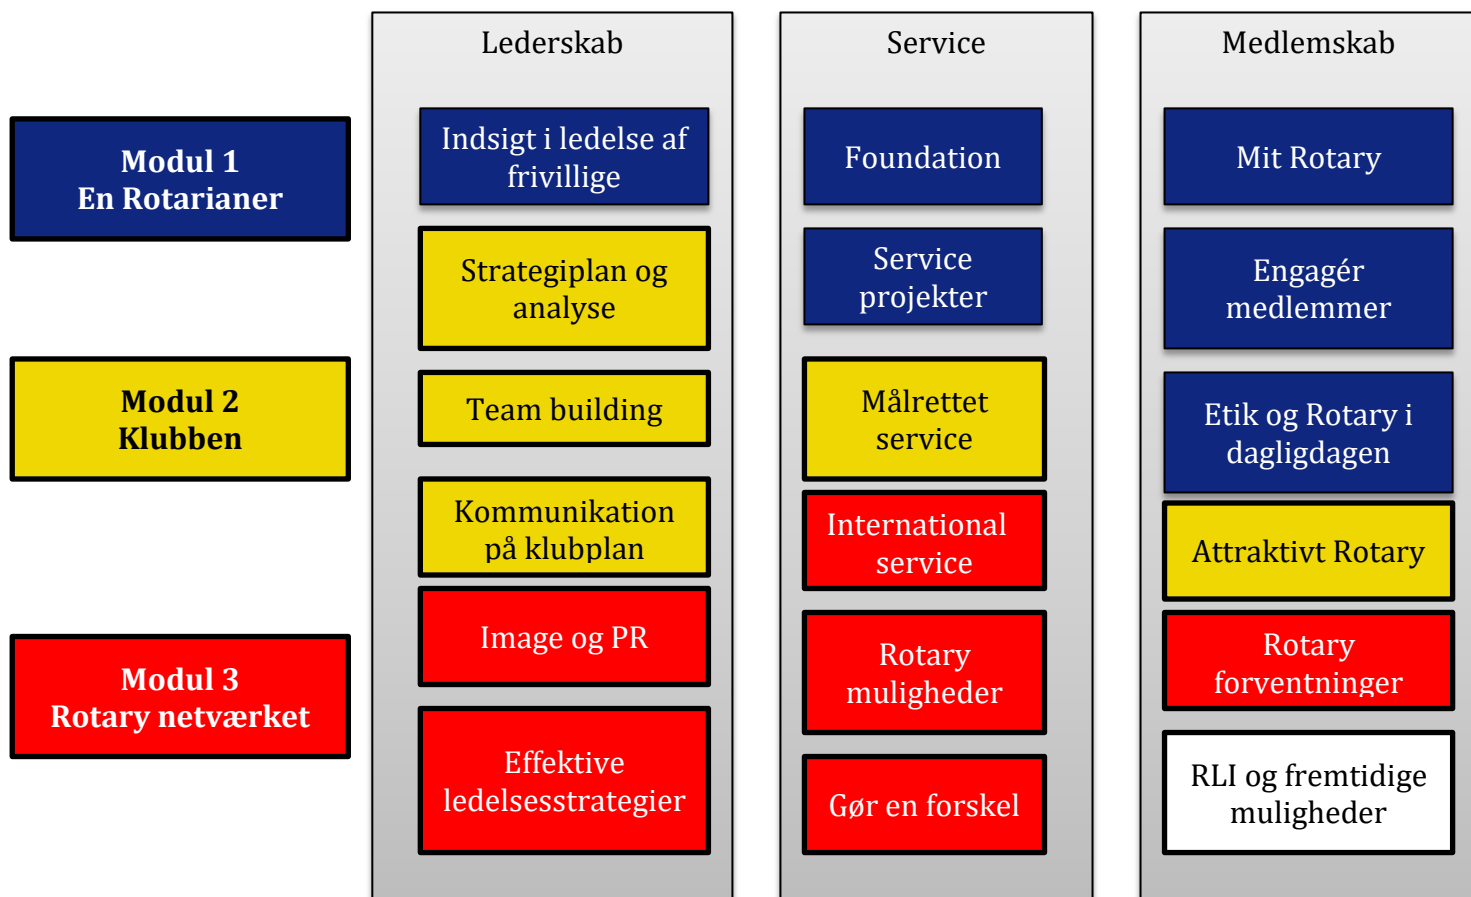 Lederskab
Service
Medlemskab
Modul 1
En Rotarianer
Modul 2
Klubben
Modul 3
Rotary netværket
Indsigt i ledelse af
frivillige
Strategiplan og
analyse
Team building
Kommunikation
på klubplan
Image og PR
Effektive
ledelsesstrategier
Foundation
Service
projekter
Målrettet
service
International
service
Rotary
muligheder
Gør en forskel
Mit Rotary
Engagér
medlemmer
Etik og Rotary i
dagligdagen
Attraktivt Rotary
Rotary
forventninger
RLI og fremtidige
muligheder